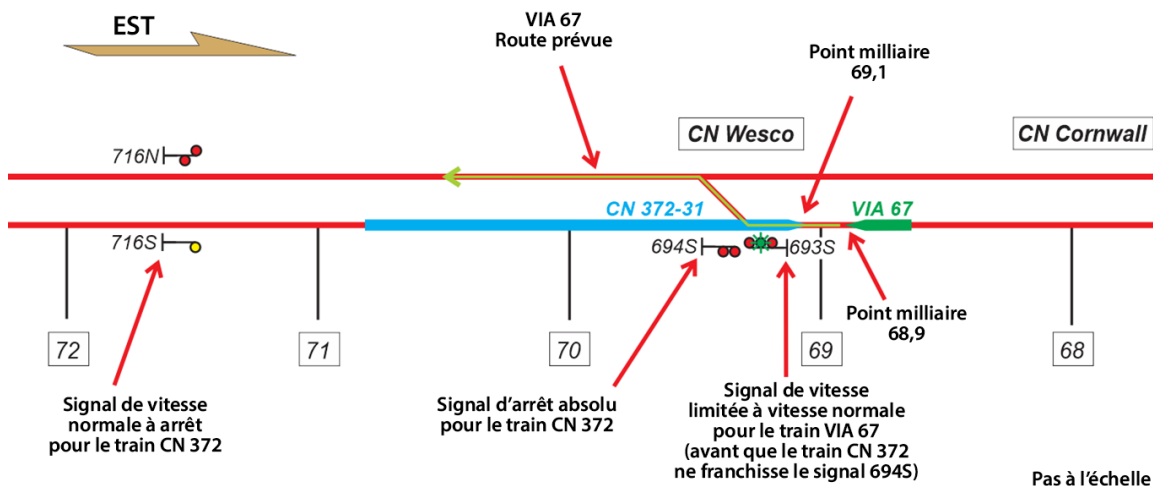 EST
VIA 67
Route prévue
Point milliaire
69,1
CN Wesco
CN Cornwall
716N
CN 372-31
VIA 67
716S
694S
693S
Point milliaire
68,9
72
71
70
69
68
Signal de vitesse
normale à arrêt
pour le train CN 372
Signal d'arrêt absolu
pour le train CN 372
Signal de vitesse
limitée à vitesse normale
pour le train VIA 67
(avant que le train CN 372
ne franchisse le signal 694S)
Pas à l'échelle